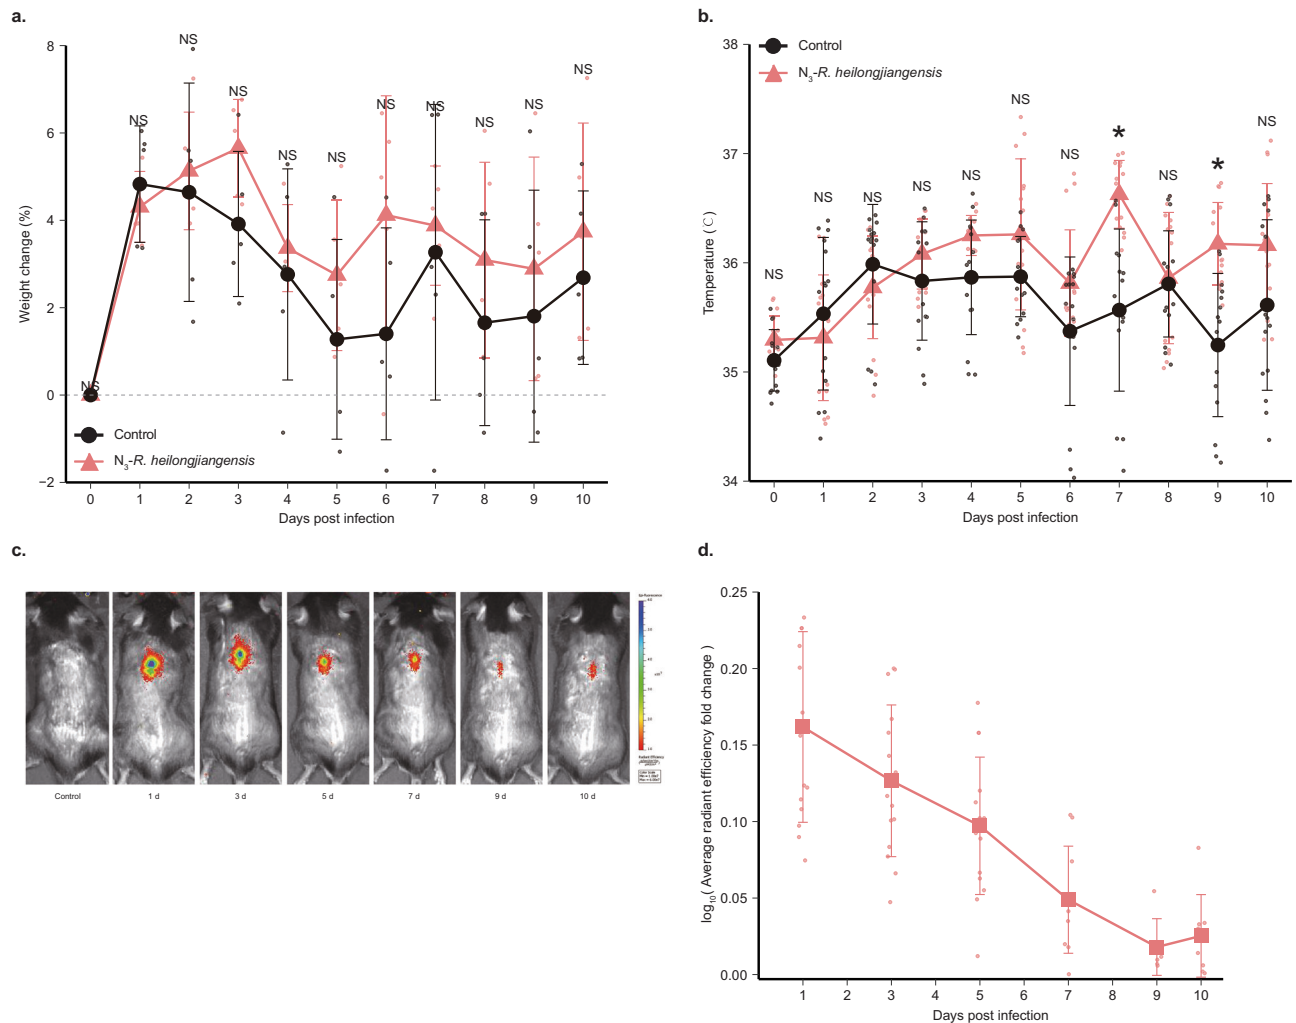 a.
Weight change (%)
8
6
4
2
0
−2
NS
NS
NS
NS
NS
NS
NS
NS
NS
NS
NS
Control
N3-R. heilongjiangensis
0 1 2 3 4 5 6 7 8 9 10
Days post infection
b.
Temperature (℃)
38
37
36
35
34
Control
N3-R. heilongjiangensis
NS
NS
NS
NS
NS
NS
NS
*
NS
*
NS
0 1 2 3 4 5 6 7 8 9 10
Days post infection
c.
Control 1 d 3 d 5 d 7 d 9 d 10 d
d.
log10( Average radiant efficiency fold change )
0.25
0.20
0.15
0.10
0.05
0.00
1 2 3 4 5 6 7 8 9 10
Days post infection